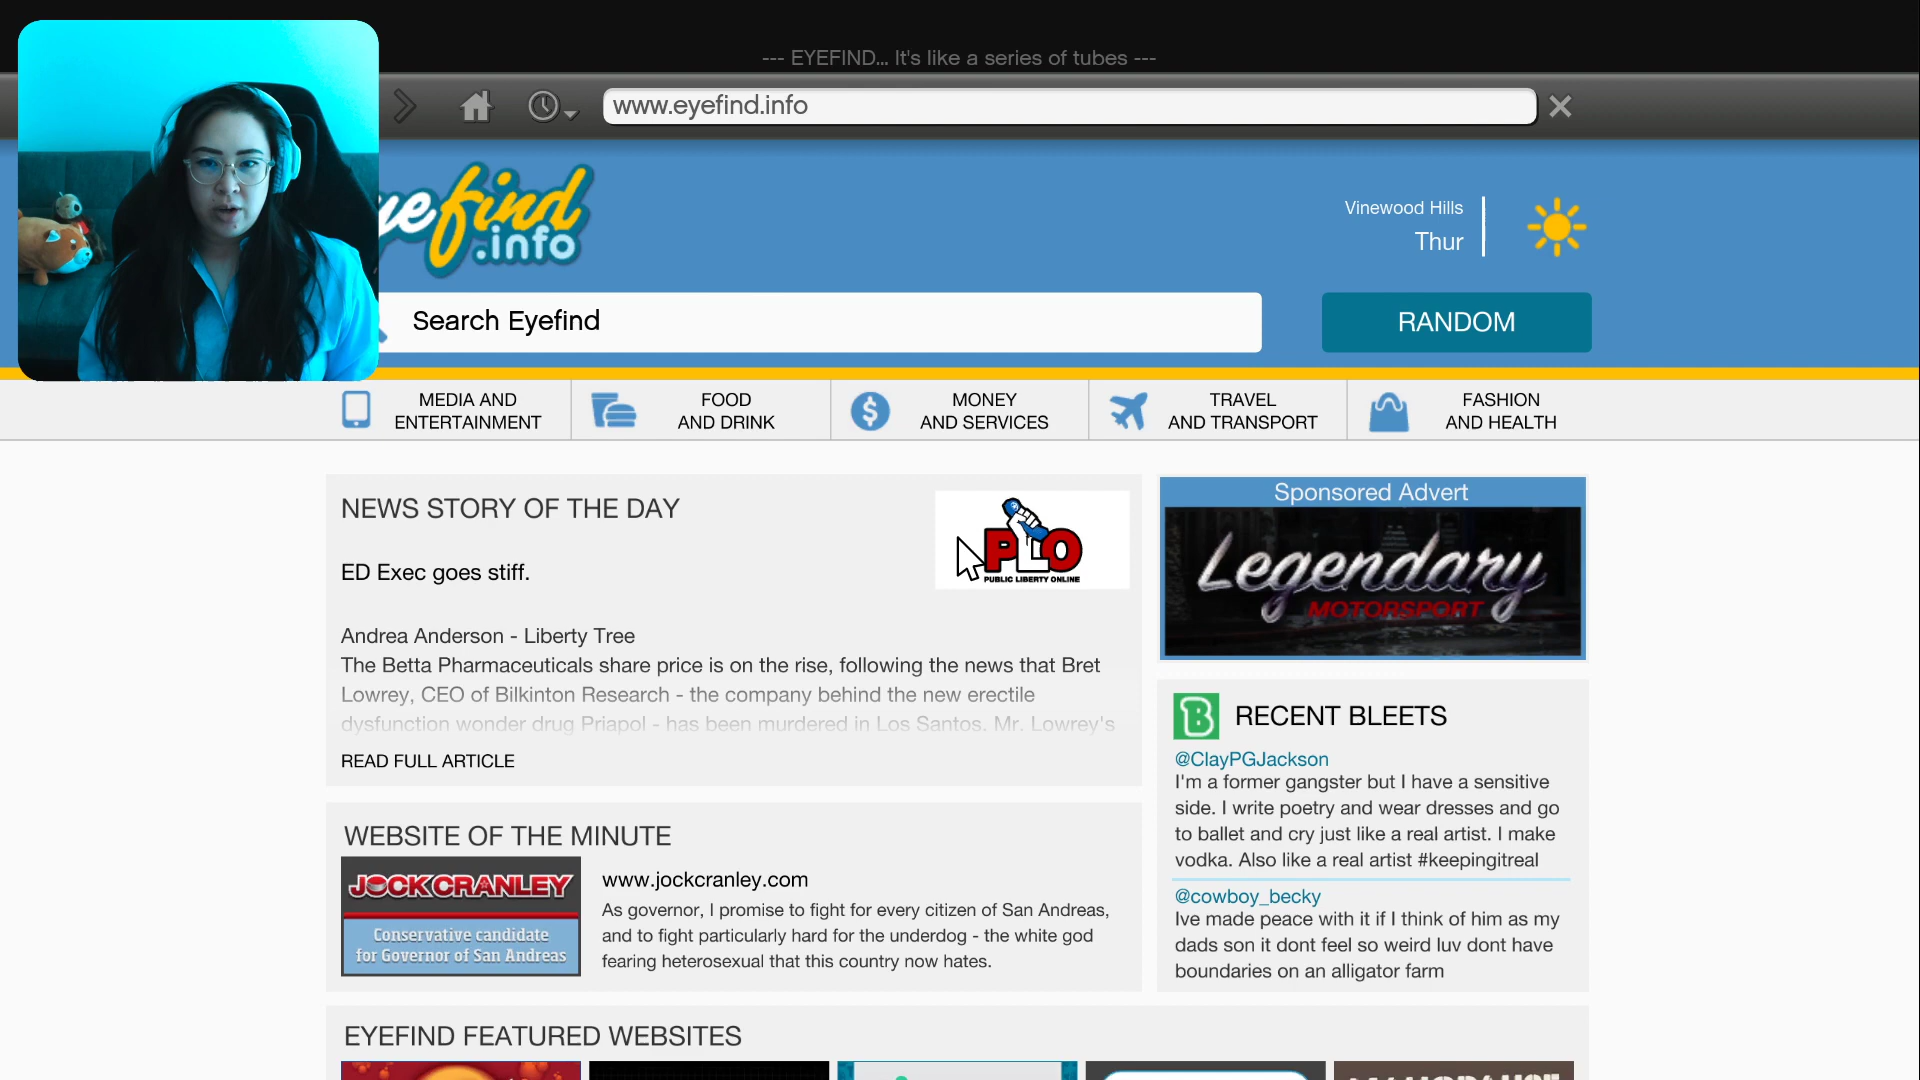 --- EYEFIND... It's like a series of tubes ---
www.eyefind.info
yefind
.info
Vinewood Hills
Thur
Search Eyefind
RANDOM
MEDIA AND
ENTERTAINMENT
FOOD
AND DRINK
MONEY
AND SERVICES
TRAVEL
AND TRANSPORT
FASHION
AND HEALTH
NEWS STORY OF THE DAY
PLO
PUBLIC LIBERTY ONLINE
ED Exec goes stiff.
Andrea Anderson - Liberty Tree
The Betta Pharmaceuticals share price is on the rise, following the news that Bret
Lowrey, CEO of Bilkinton Research - the company behind the new erectile
dysfunction wonder drug Priapol - has been murdered in Los Santos. Mr. Lowrey's
READ FULL ARTICLE
Sponsored Advert
Legendary
MOTORSPORT
WEBSITE OF THE MINUTE
JOCK CRANLEY
Conservative candidate
for Governor of San Andreas
www.jockcranley.com
As governor, I promise to fight for every citizen of San Andreas,
and to fight particularly hard for the underdog - the white god
fearing heterosexual that this country now hates.
B
RECENT BLEETS
@ClayPGJackson
I'm a former gangster but I have a sensitive
side. I write poetry and wear dresses and go
to ballet and cry just like a real artist. I make
vodka. Also like a real artist #keepingitreal
@cowboy_becky
Ive made peace with it if I think of him as my
dads son it dont feel so weird luv dont have
boundaries on an alligator farm
EYEFIND FEATURED WEBSITES